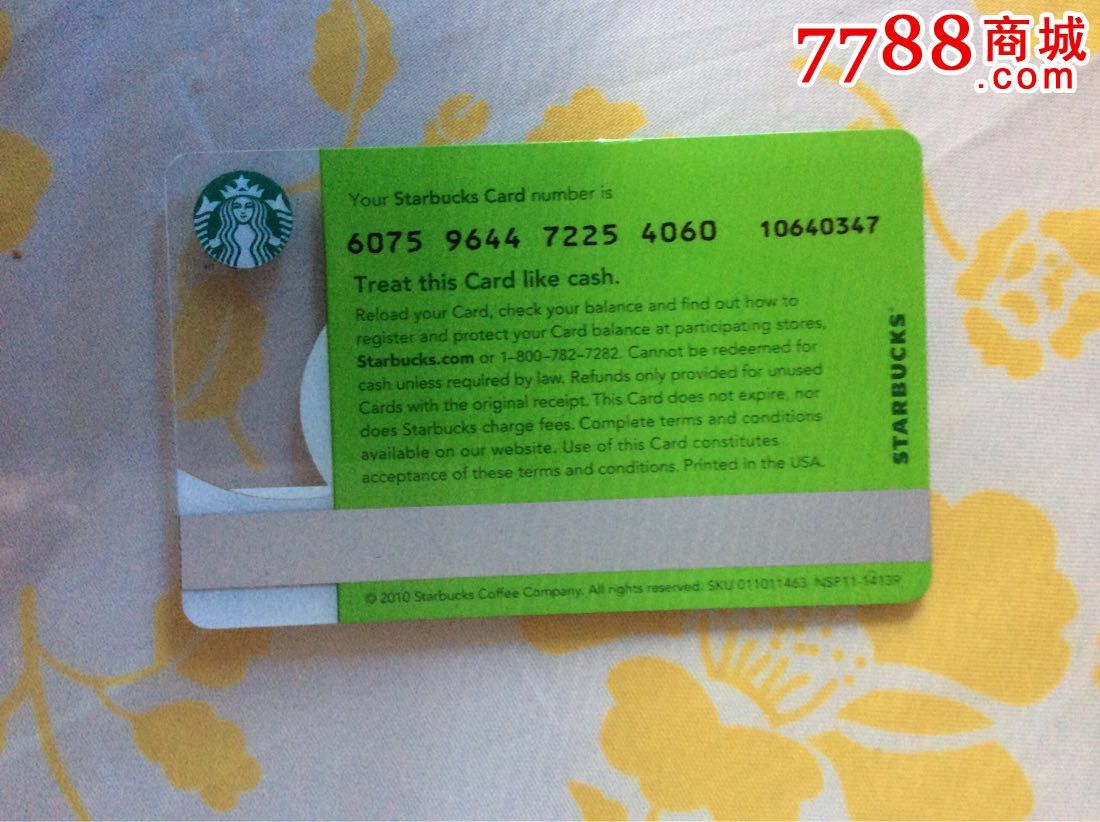 7788商城
.com
Your Starbucks Card number is
6075 9644 7225 4060 10640347
Treat this Card like cash.
Reload your Card, check your balance and find out how to
register and protect your Card balance at participating stores,
Starbucks.com or 1-800-782-7282. Cannot be redeemed for
cash unless required by law. Refunds only provided for unused
Cards with the original receipt. This Card does not expire, nor
does Starbucks charge fees. Complete terms and conditions
available on our website. Use of this Card constitutes
acceptance of these terms and conditions. Printed in the USA.
STARBUCKS
© 2010 Starbucks Coffee Company. All rights reserved. SKU 011011463 NSP11-14139